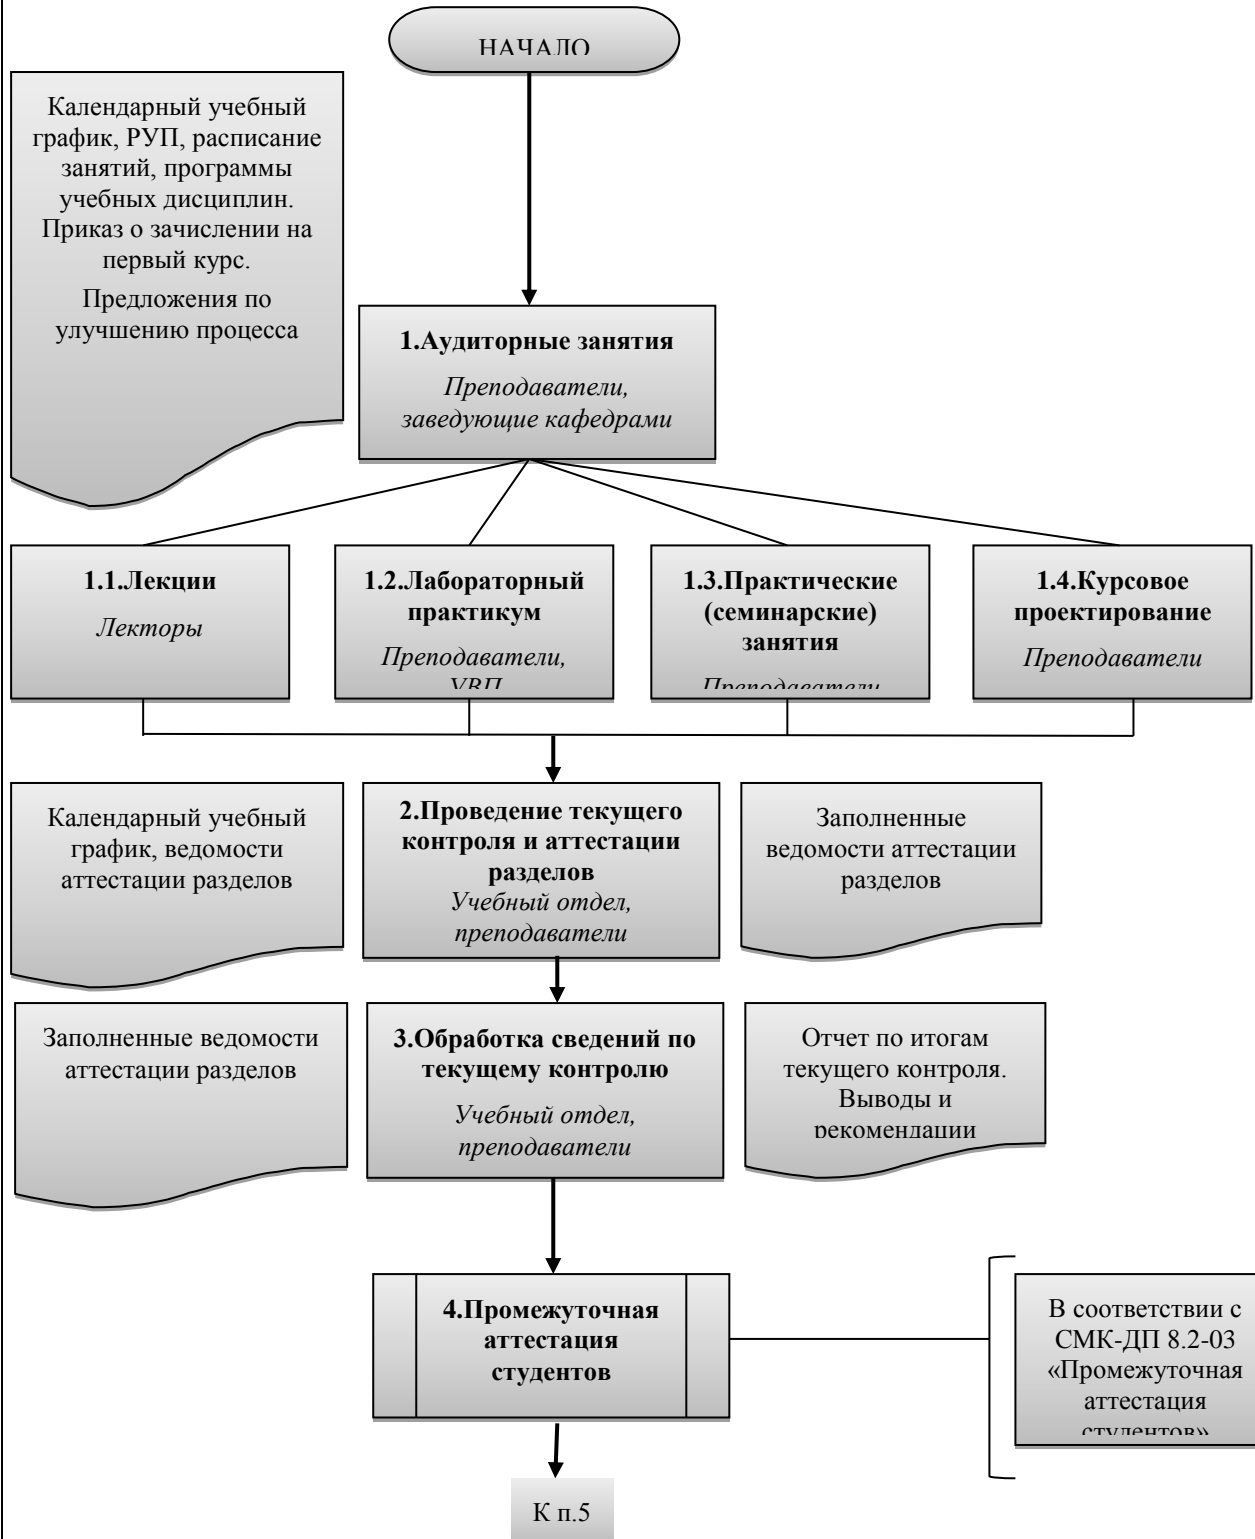 НАЧАЛО
Календарный учебный
график, РУП, расписание
занятий, программы
учебных дисциплин.
Приказ о зачислении на
первый курс.
Предложения по
улучшению процесса
1.Аудиторные занятия
Преподаватели,
заведующие кафедрами
1.1.Лекции
Лекторы
1.2.Лабораторный
практикум
Преподаватели,
УВП
1.3.Практические
(семинарские)
занятия
Преподаватели
1.4.Курсовое
проектирование
Преподаватели
Календарный учебный
график, ведомости
аттестации разделов
2.Проведение текущего
контроля и аттестации
разделов
Учебный отдел,
преподаватели
Заполненные
ведомости аттестации
разделов
Заполненные ведомости
аттестации разделов
3.Обработка сведений по
текущему контролю
Учебный отдел,
преподаватели
Отчет по итогам
текущего контроля.
Выводы и
рекомендации
4.Промежуточная
аттестация
студентов
В соответствии с
СМК-ДП 8.2-03
«Промежуточная
аттестация
студентов»
К п.5